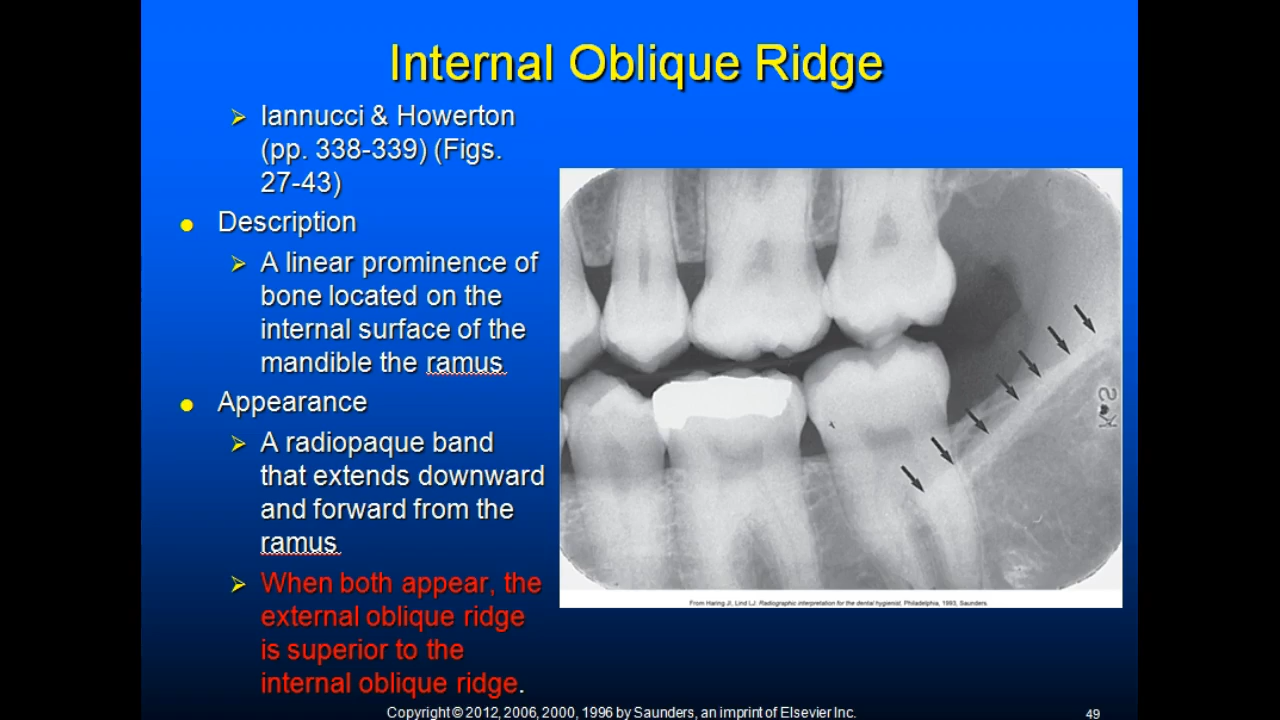 Internal Oblique Ridge
Iannucci & Howerton
(pp. 338-339) (Figs.
27-43)
Description
A linear prominence of
bone located on the
internal surface of the
mandible the ramus
Appearance
A radiopaque band
that extends downward
and forward from the
ramus
When both appear, the
external oblique ridge
is superior to the
internal oblique ridge.
From Haring JI, Lind LJ: Radiographic interpretation for the dental hygienist, Philadelphia, 1993, Saunders.
Copyright © 2012, 2006, 2000, 1996 by Saunders, an imprint of Elsevier Inc.
49